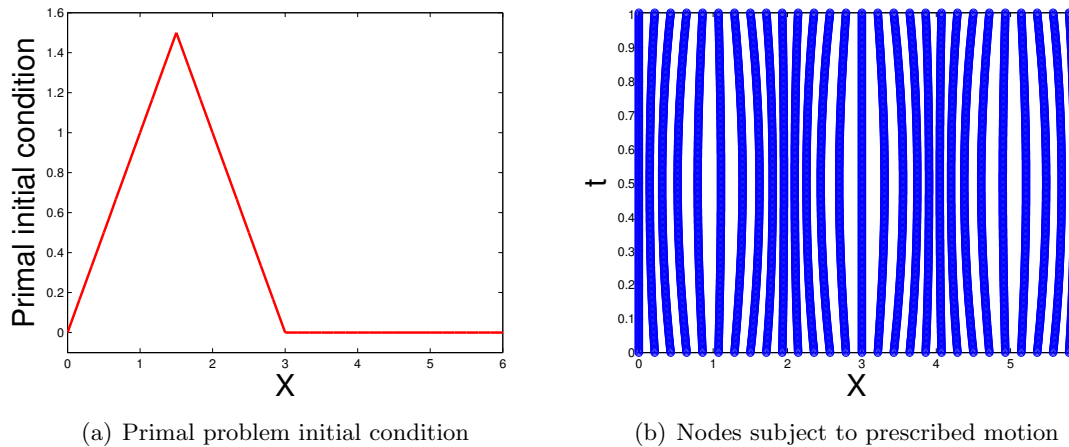 1.6
1.4
1.2
1
0.8
0.6
0.4
0.2
0
Primal initial condition
0 1 2 3 4 5 6
X
1
0.9
0.8
0.7
0.6
0.5
0.4
0.3
0.2
0.1
0
t
0 1 2 3 4 5
X
(a) Primal problem initial condition
(b) Nodes subject to prescribed motion